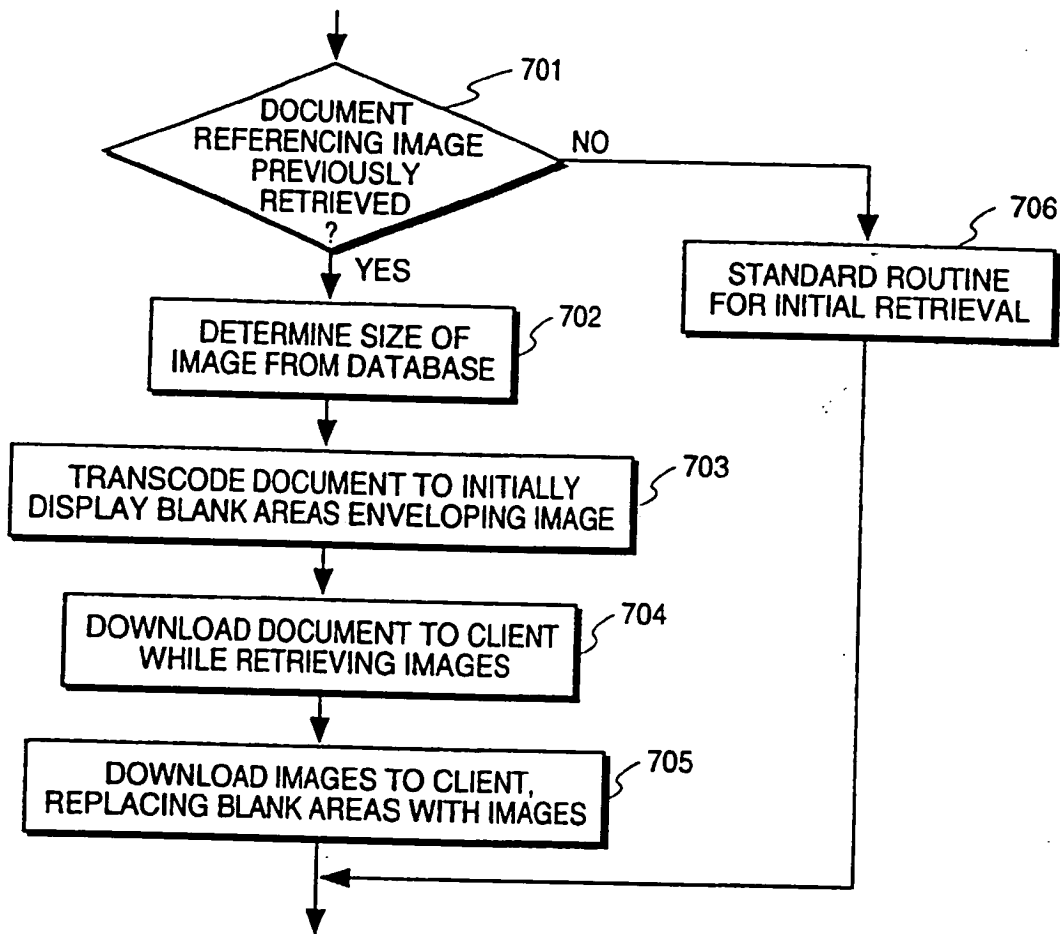 701
DOCUMENT
REFERENCING IMAGE
PREVIOUSLY
RETRIEVED
?
NO
YES
706
STANDARD ROUTINE
FOR INITIAL RETRIEVAL
702
DETERMINE SIZE OF
IMAGE FROM DATABASE
703
TRANSCODE DOCUMENT TO INITIALLY
DISPLAY BLANK AREAS ENVELOPING IMAGE
704
DOWNLOAD DOCUMENT TO CLIENT
WHILE RETRIEVING IMAGES
705
DOWNLOAD IMAGES TO CLIENT,
REPLACING BLANK AREAS WITH IMAGES